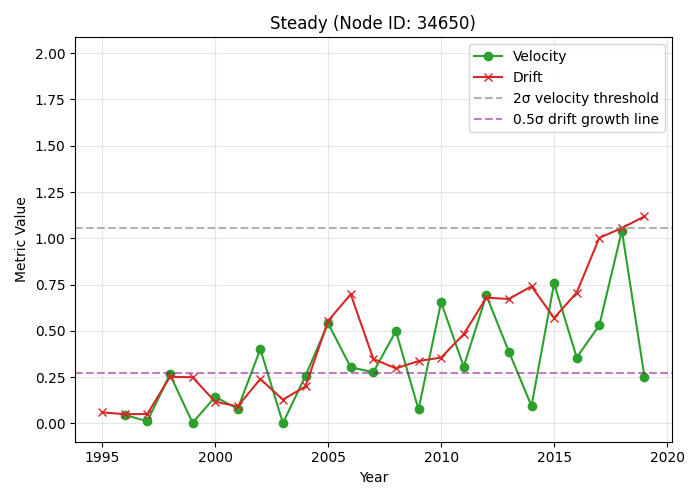 Steady (Node ID: 34650)
Velocity
Drift
2σ velocity threshold
0.5σ drift growth line
Metric Value
2.00
1.75
1.50
1.25
1.00
0.75
0.50
0.25
0.00
1995 2000 2005 2010 2015 2020
Year